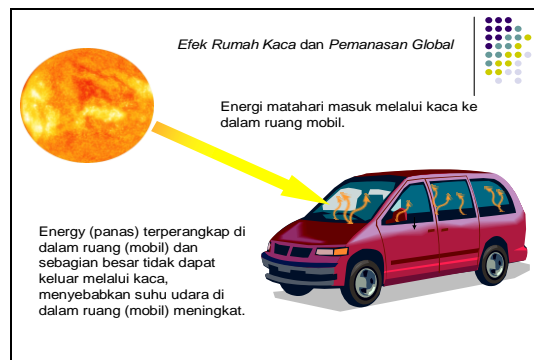 Efek Rumah Kaca dan Pemanasan Global
Energi matahari masuk melalui kaca ke
dalam ruang mobil.
Energy (panas) terperangkap di
dalam ruang (mobil) dan
sebagian besar tidak dapat
keluar melalui kaca,
menyebabkan suhu udara di
dalam ruang (mobil) meningkat.